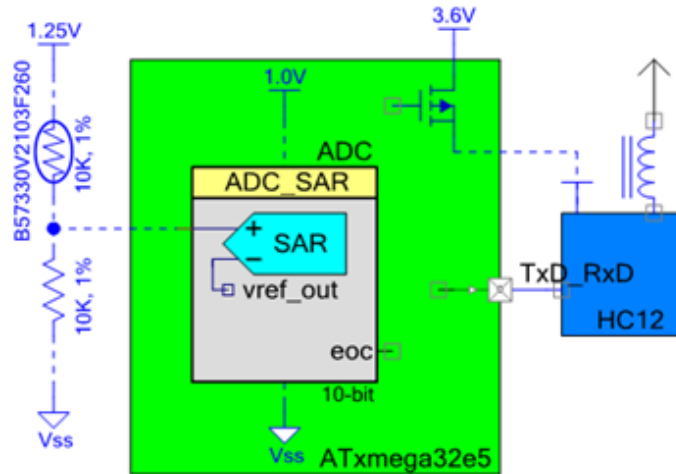 1.25V
3.6V
1.0V
B57330V2103F260
10K, 1%
ADC
ADC_SAR
SAR
vref_out
TxD_RxD
HC12
10K, 1%
eoc
10-bit
Vss
Vss
ATxmega32e5